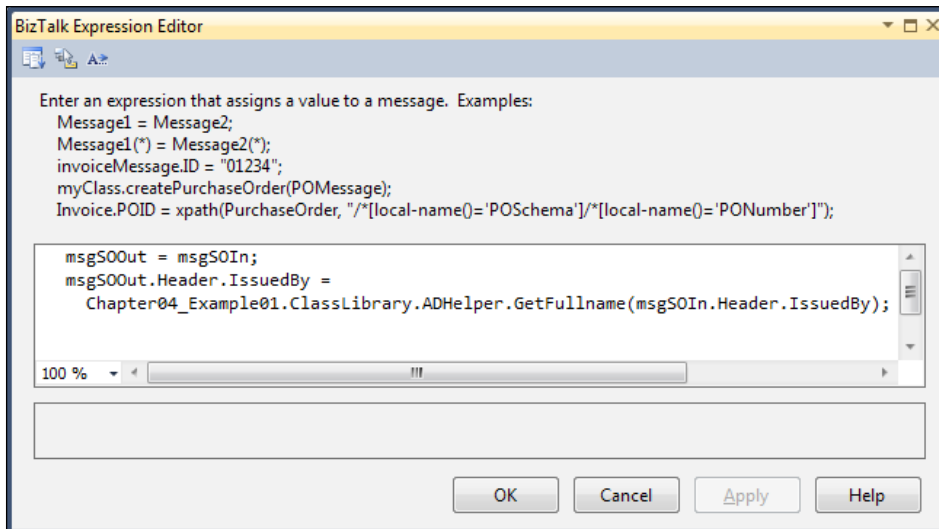 BizTalk Expression Editor
A
Enter an expression that assigns a value to a message. Examples:
Message1 = Message2;
Message1(*) = Message2(*);
invoiceMessage.ID = "01234";
myClass.createPurchaseOrder(POMessage);
Invoice.POID = xpath(PurchaseOrder, "/*[local-name()='POSchema']/*[local-name()='PONumber']");
msgSOOut = msgSOIn;
msgSOOut.Header.IssuedBy =
Chapter04_Example01.ClassLibrary.ADHelper.GetFullname(msgSOIn.Header.IssuedBy);
100 %
OK Cancel Apply Help